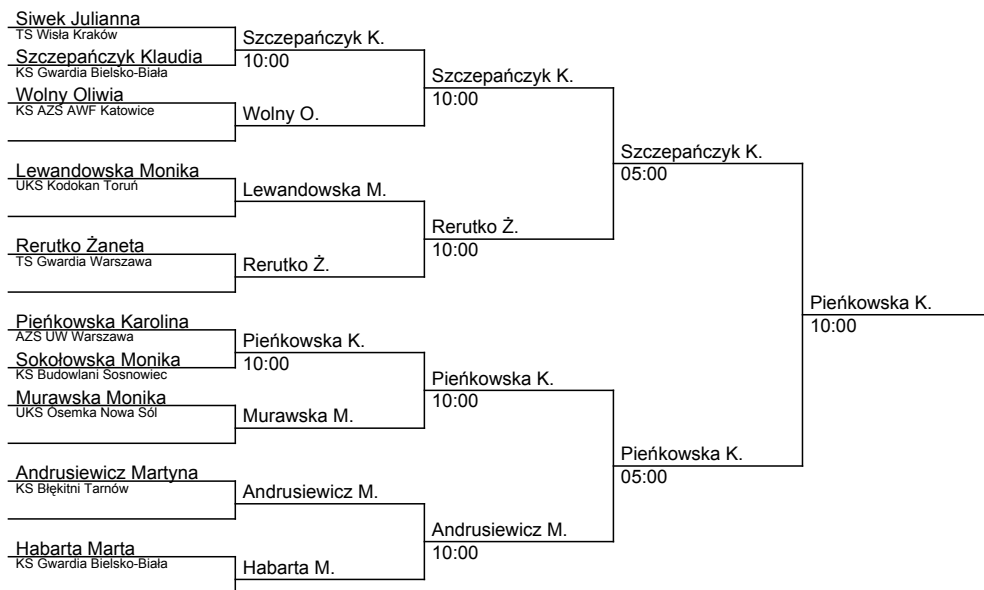 Siwek Julianna
TS Wisła Kraków
Szczepańczyk K.
Szczepańczyk Klaudia
10:00
KS Gwardia Bielsko-Biała
Szczepańczyk K.
Wolny Oliwia
10:00
KS AZS AWF Katowice
Wolny O.
Szczepańczyk K.
Lewandowska Monika
05:00
UKS Kodokan Toruń
Lewandowska M.
Rerutko Ż.
Rerutko Żaneta
10:00
TS Gwardia Warszawa
Rerutko Ż.
Pieńkowska K.
Pieńkowska Karolina
10:00
AZS UW Warszawa
Pieńkowska K.
Sokołowska Monika
10:00
KS Budowlani Sosnowiec
Pieńkowska K.
Murawska Monika
10:00
UKS Ósemka Nowa Sól
Murawska M.
Pieńkowska K.
Andrusiewicz Martyna
05:00
KS Błękitni Tarnów
Andrusiewicz M.
Andrusiewicz M.
Habarta Marta
10:00
KS Gwardia Bielsko-Biała
Habarta M.